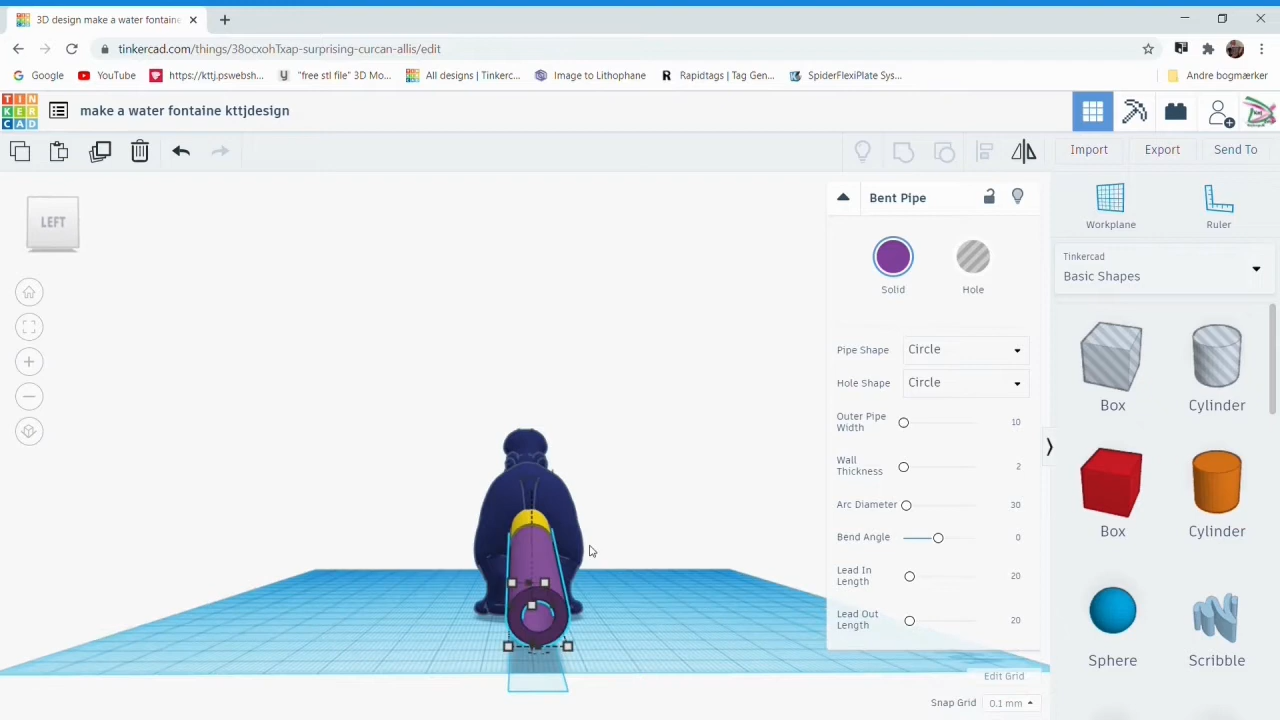 3D design make a water fontaine
tinkercad.com/things/38ocxohTxap-surprising-curcan-allis/edit
Google
YouTube
https://kttj.pswebsh...
"free stl file" 3D Mo...
All designs | Tinkerc...
Image to Lithophane
Rapidtags | Tag Gen...
SpiderFlexiPlate Sys...
Andre bogmærker
TIN
KER
CAD
make a water fontaine kttjdesign
Import
Export
Send To
LEFT
Bent Pipe
Solid
Hole
Pipe Shape
Circle
Hole Shape
Circle
Outer Pipe
Width
10
Wall
Thickness
2
Arc Diameter
30
Bend Angle
0
Lead In
Length
20
Lead Out
Length
20
Edit Grid
Snap Grid
0.1 mm
Workplane
Ruler
Tinkercad
Basic Shapes
Box
Cylinder
Box
Cylinder
Sphere
Scribble